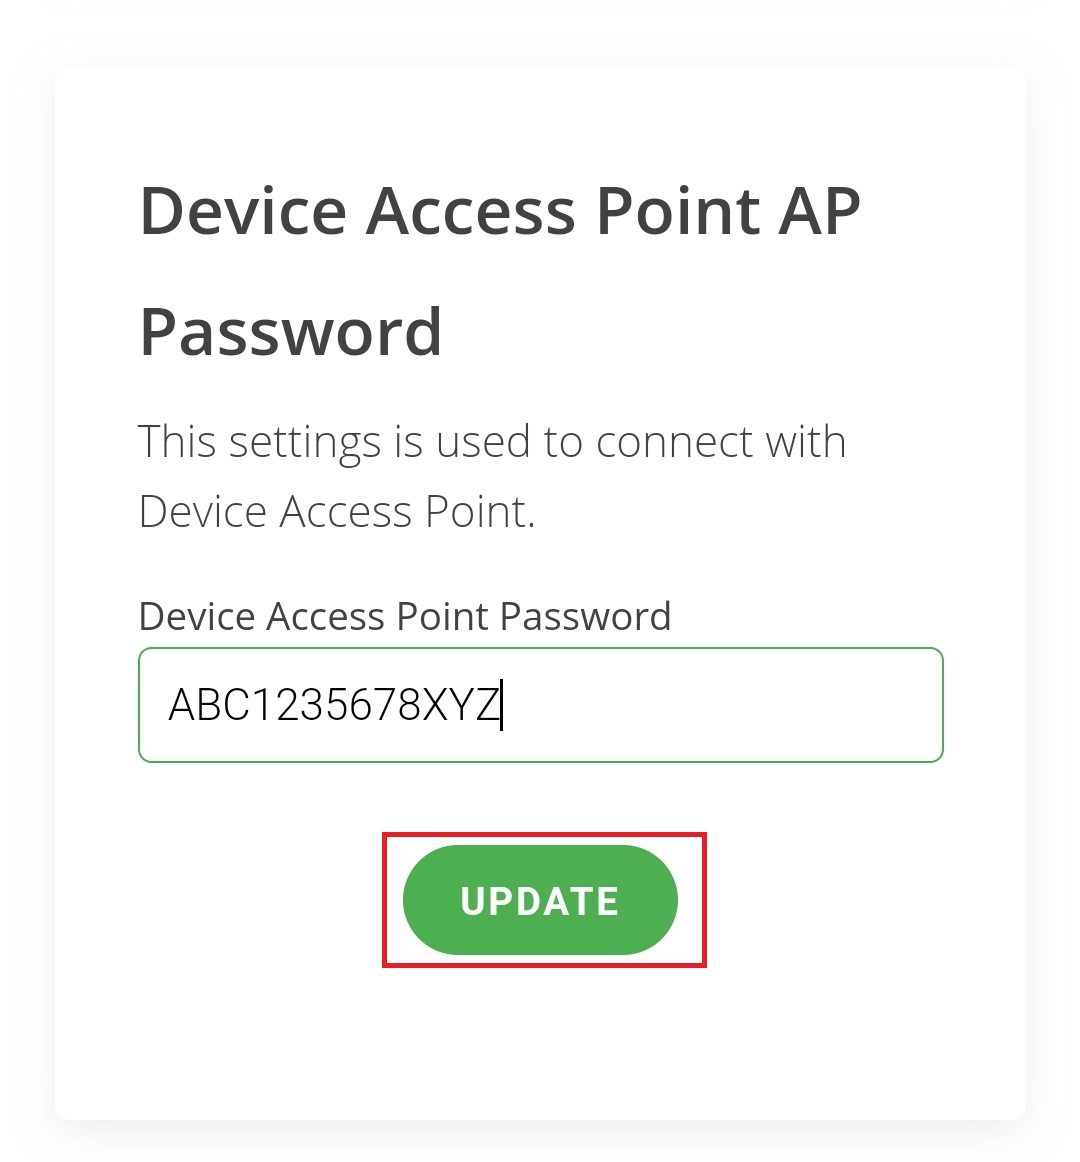 Device Access Point AP
Password
This settings is used to connect with
Device Access Point.
Device Access Point Password
ABC1235678XYZ
UPDATE